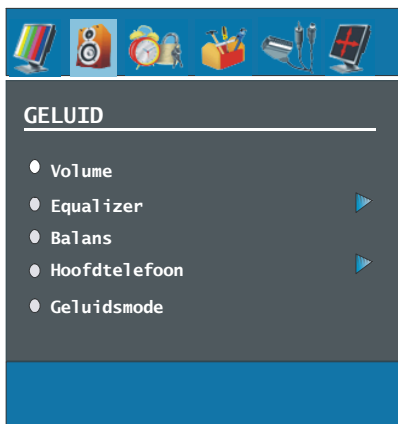 GELUID
Volume
Equalizer
Balans
Hoofdtelefoon
Geluidsmode